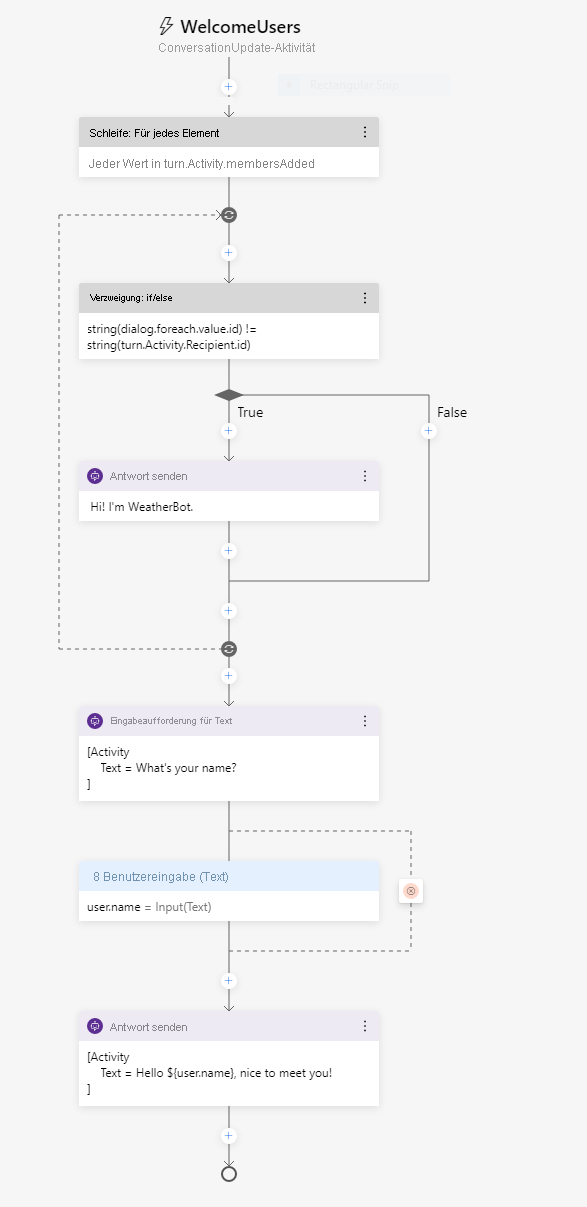 WelcomeUsers
ConversationUpdate-Aktivität
Rectangular Snip
Schleife: Für jedes Element
Jeder Wert in turn.Activity.membersAdded
Verzweigung: if/else
string(dialog.foreach.value.id) !=
string(turn.Activity.Recipient.id)
True
False
Antwort senden
Hi! I'm WeatherBot.
Eingabeaufforderung für Text
[Activity
Text = What's your name?
]
8 Benutzereingabe (Text)
user.name = Input(Text)
Antwort senden
[Activity
Text = Hello ${user.name}, nice to meet you!
]